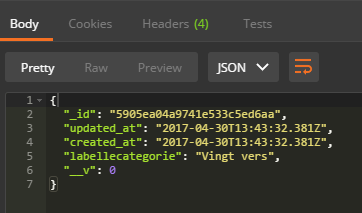 Body Cookies Headers (4) Tests
Pretty Raw Preview JSON
1 {
2 "_id": "5905ea04a9741e533c5ed6aa",
3 "updated_at": "2017-04-30T13:43:32.381Z",
4 "created_at": "2017-04-30T13:43:32.381Z",
5 "labellecategorie": "Vingt vers",
6 "__v": 0
7 }